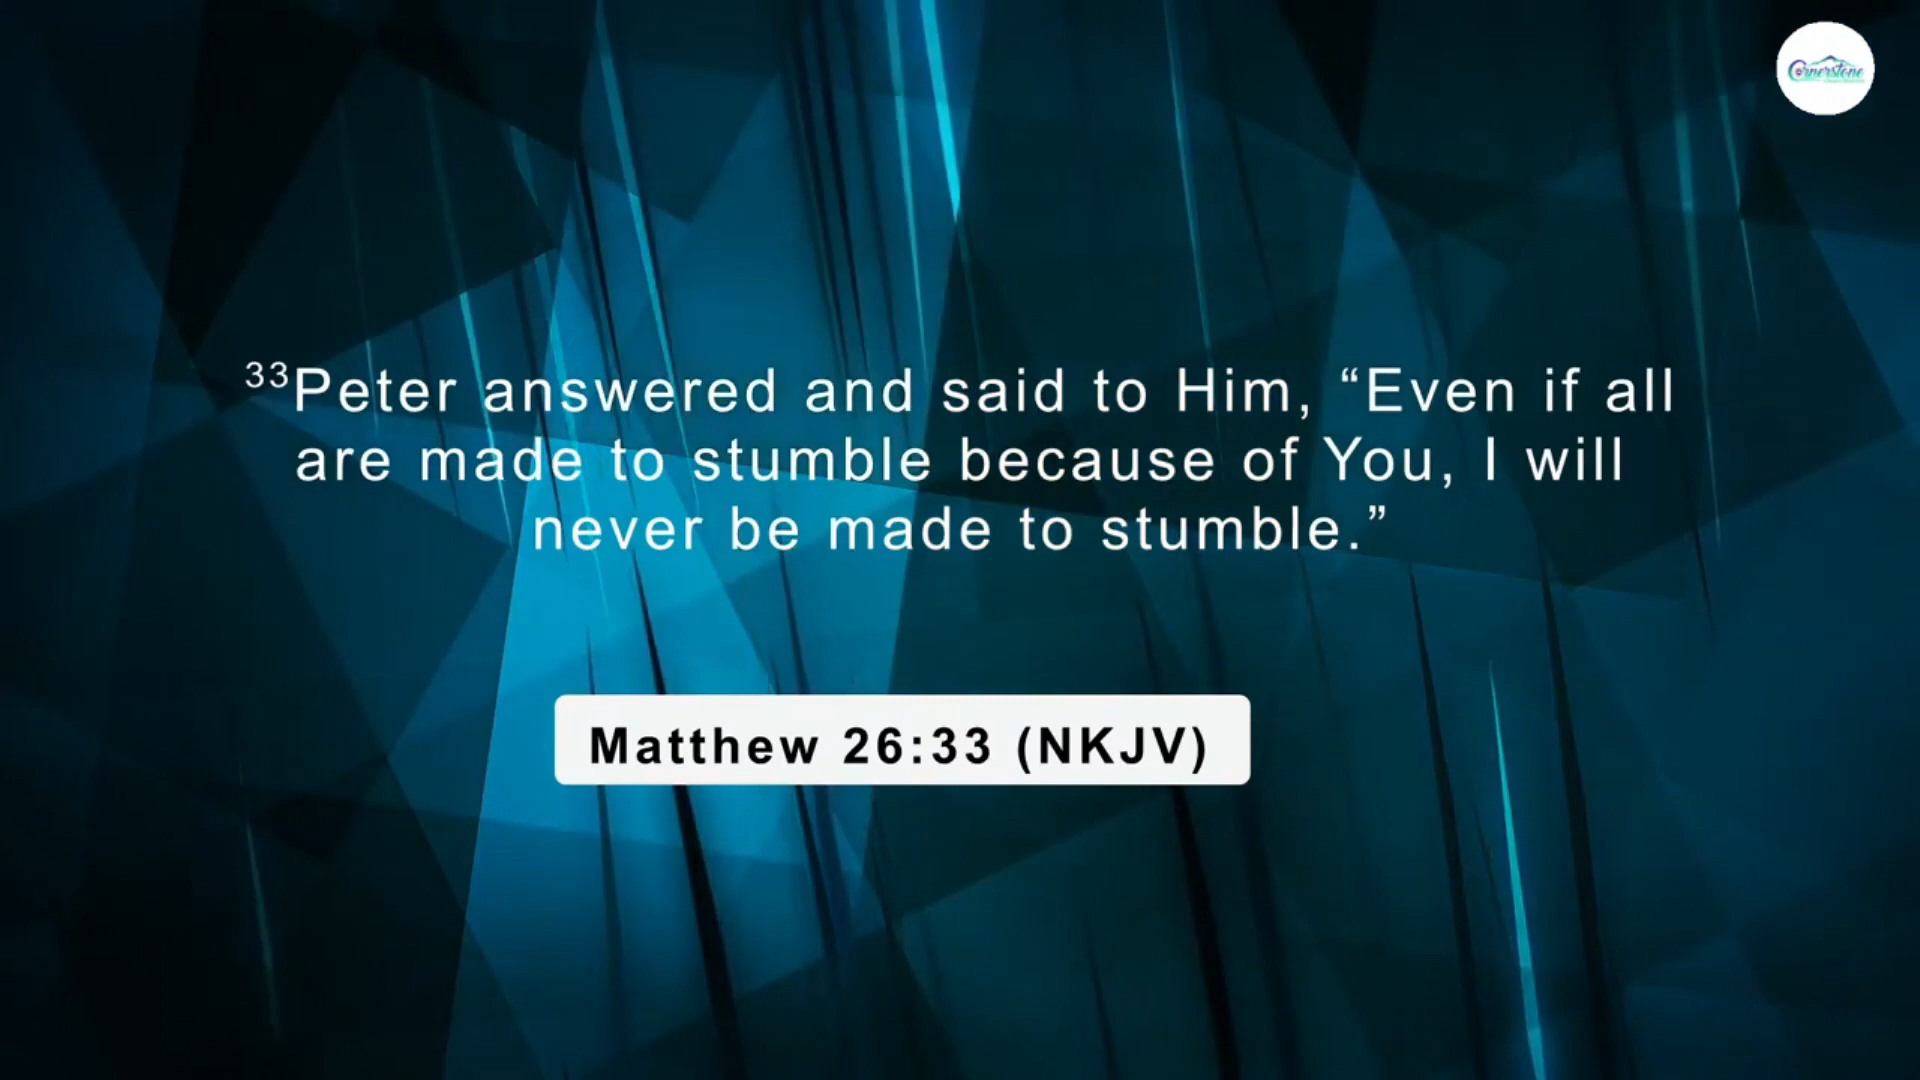 Cornerstone
³³Peter answered and said to Him, “Even if all
are made to stumble because of You, I will
never be made to stumble.”
Matthew 26:33 (NKJV)